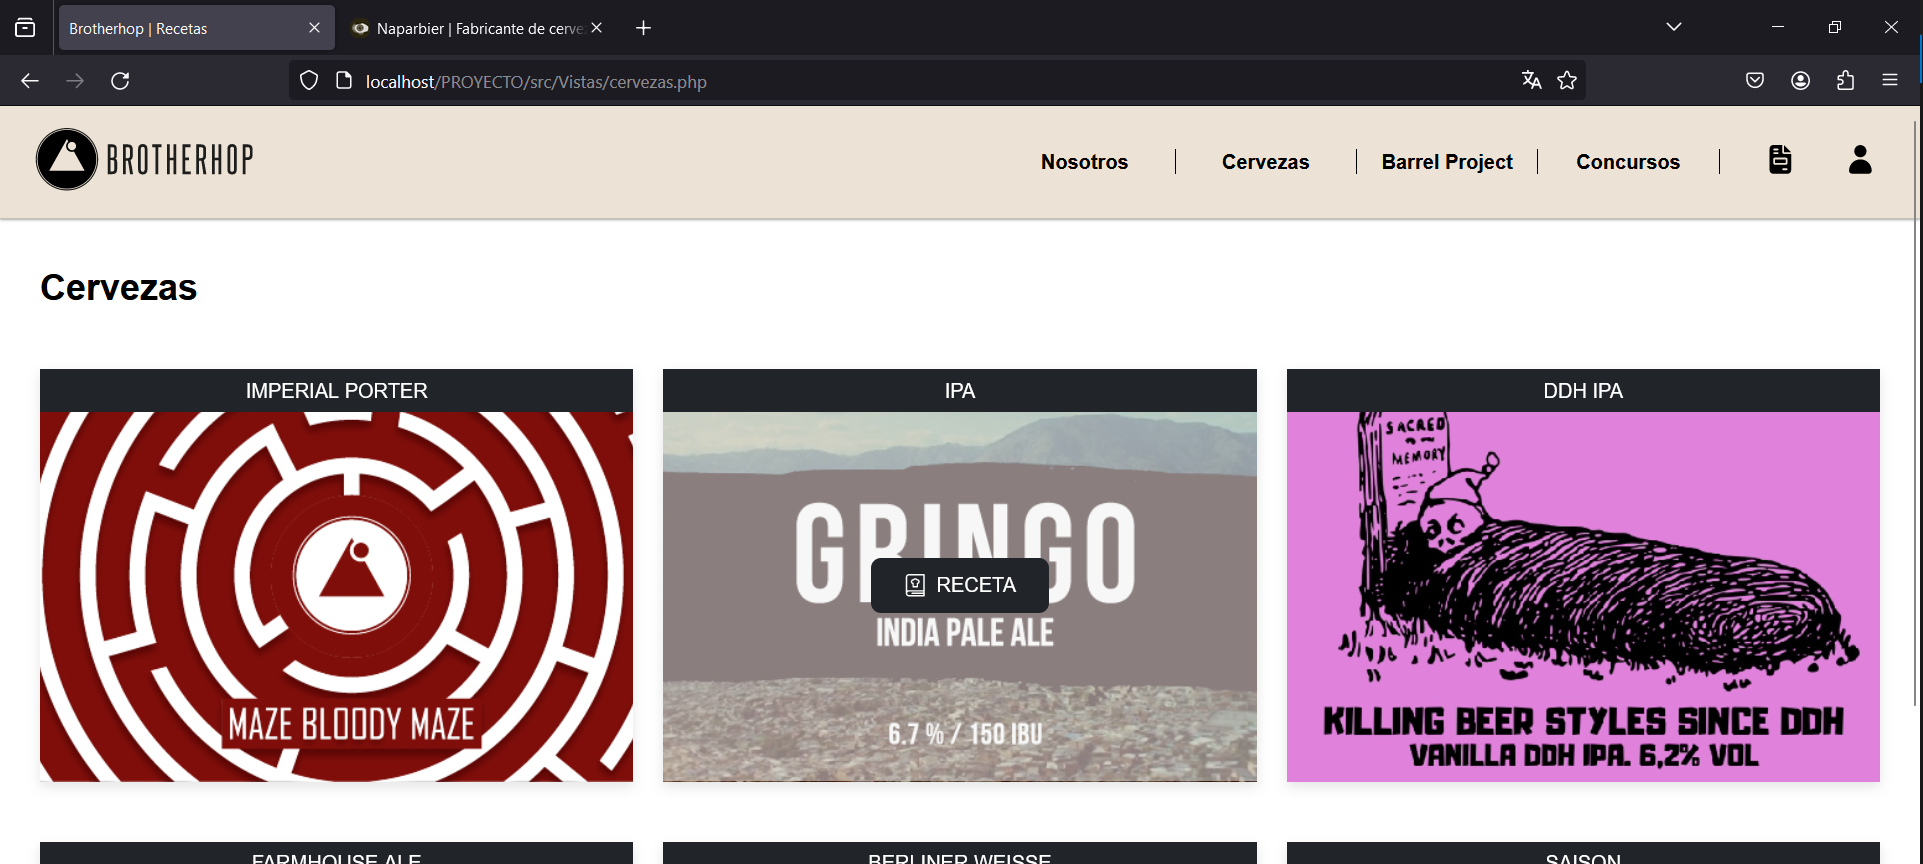 Brotherhop | Recetas
Naparbier | Fabricante de cerve
localhost/PROYECTO/src/Vistas/cervezas.php
BROTHERHOP
Nosotros
Cervezas
Barrel Project
Concursos
Cervezas
IMPERIAL PORTER
MAZE BLOODY MAZE
IPA
GRINGO
RECETA
INDIA PALE ALE
6.7 % / 150 IBU
DDH IPA
SACRED
MEMORY
KILLING BEER STYLES SINCE DDH
VANILLA DDH IPA. 6,2% VOL
FARMHOUSE ALE
BERLINER WEISSE
SAISON